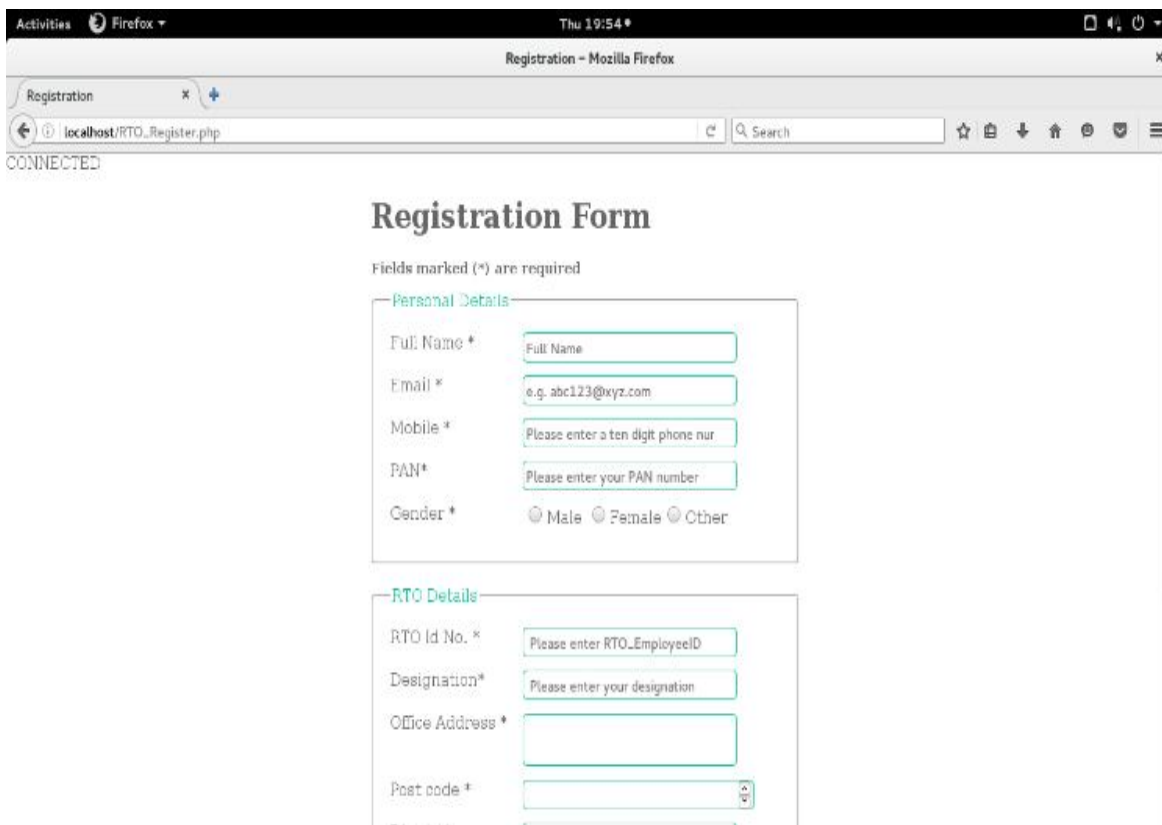 Activities Firefox Thu 19:54
Registration – Mozilla Firefox x
Registration x +
localhost/RTO_Register.php Search
CONNECTED
Registration Form
Fields marked (*) are required
Personal Details
Full Name * Full Name
Email * e.g. abc123@xyz.com
Mobile * Please enter a ten digit phone nur
PAN* Please enter your PAN number
Gender * Male Female Other
RTO Details
RTO id No. * Please enter RTO_EmployeeID
Designation* Please enter your designation
Office Address *
Post code *